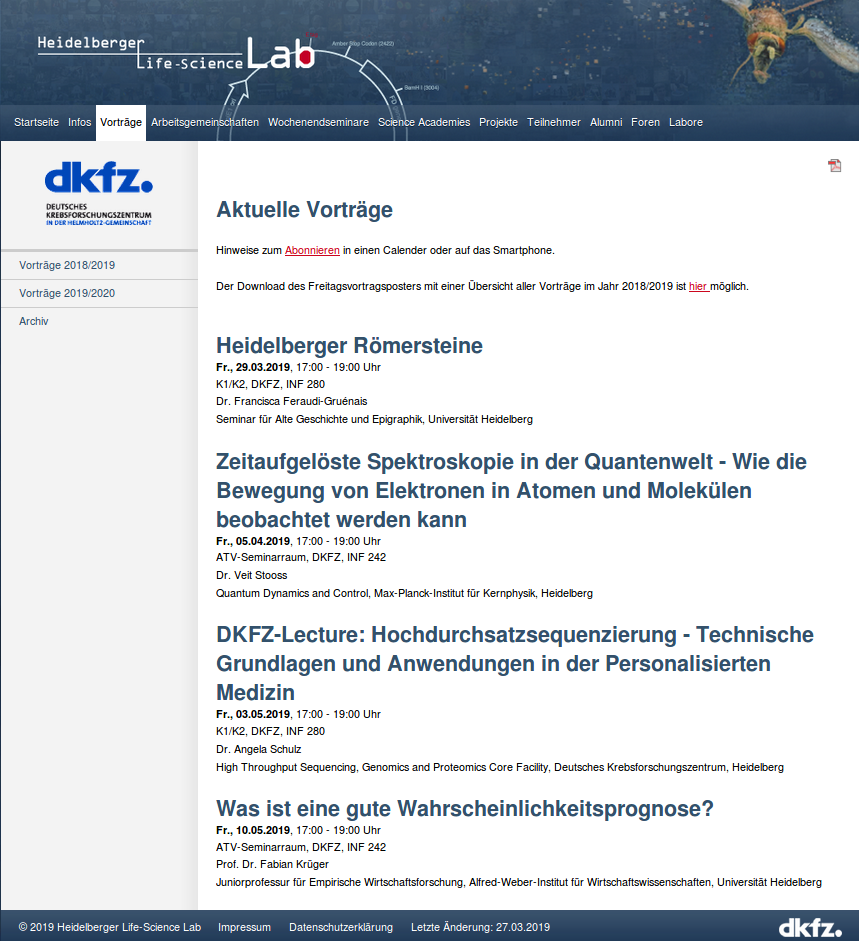 Heidelberger
Life-Science Lab
Amber Stop Codon (2422)
BamH I (3004)
Startseite Infos Vorträge Arbeitsgemeinschaften Wochenendseminare Science Academies Projekte Teilnehmer Alumni Foren Labore
dkfz.
DEUTSCHES
KREBSFORSCHUNGSZENTRUM
IN DER HELMHOLTZ-GEMEINSCHAFT
Vorträge 2018/2019
Vorträge 2019/2020
Archiv
Aktuelle Vorträge
Hinweise zum Abonnieren in einen Calender oder auf das Smartphone.
Der Download des Freitagsvortragsposters mit einer Übersicht aller Vorträge im Jahr 2018/2019 ist hier möglich.
Heidelberger Römersteine
Fr., 29.03.2019, 17:00 - 19:00 Uhr
K1/K2, DKFZ, INF 280
Dr. Francisca Feraudi-Gruénais
Seminar für Alte Geschichte und Epigraphik, Universität Heidelberg
Zeitaufgelöste Spektroskopie in der Quantenwelt - Wie die
Bewegung von Elektronen in Atomen und Molekülen
beobachtet werden kann
Fr., 05.04.2019, 17:00 - 19:00 Uhr
ATV-Seminarraum, DKFZ, INF 242
Dr. Veit Stooss
Quantum Dynamics and Control, Max-Planck-Institut für Kernphysik, Heidelberg
DKFZ-Lecture: Hochdurchsatzsequenzierung - Technische
Grundlagen und Anwendungen in der Personalisierten
Medizin
Fr., 03.05.2019, 17:00 - 19:00 Uhr
K1/K2, DKFZ, INF 280
Dr. Angela Schulz
High Throughput Sequencing, Genomics and Proteomics Core Facility, Deutsches Krebsforschungszentrum, Heidelberg
Was ist eine gute Wahrscheinlichkeitsprognose?
Fr., 10.05.2019, 17:00 - 19:00 Uhr
ATV-Seminarraum, DKFZ, INF 242
Prof. Dr. Fabian Krüger
Juniorprofessur für Empirische Wirtschaftsforschung, Alfred-Weber-Institut für Wirtschaftswissenschaften, Universität Heidelberg
© 2019 Heidelberger Life-Science Lab Impressum Datenschutzerklärung Letzte Änderung: 27.03.2019
dkfz.